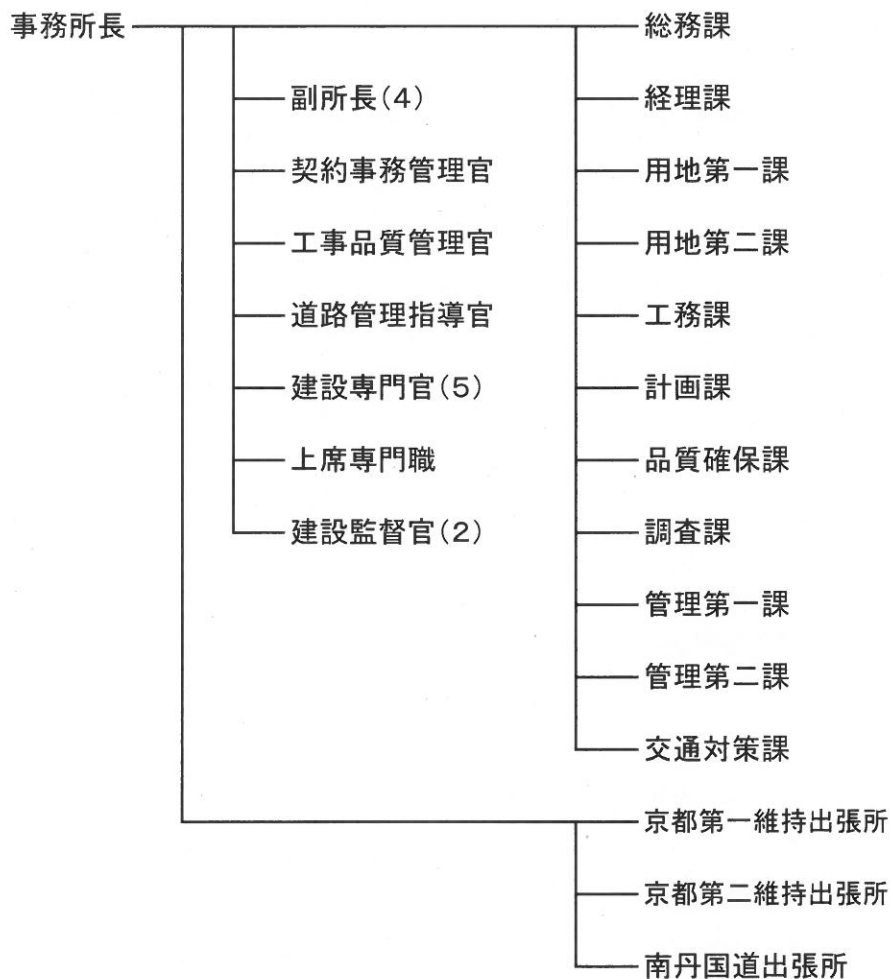 事務所長
副所長(4)
契約事務管理官
工事品質管理官
道路管理指導官
建設専門官(5)
上席専門職
建設監督官(2)
総務課
経理課
用地第一課
用地第二課
工務課
計画課
品質確保課
調査課
管理第一課
管理第二課
交通対策課
京都第一維持出張所
京都第二維持出張所
南丹国道出張所